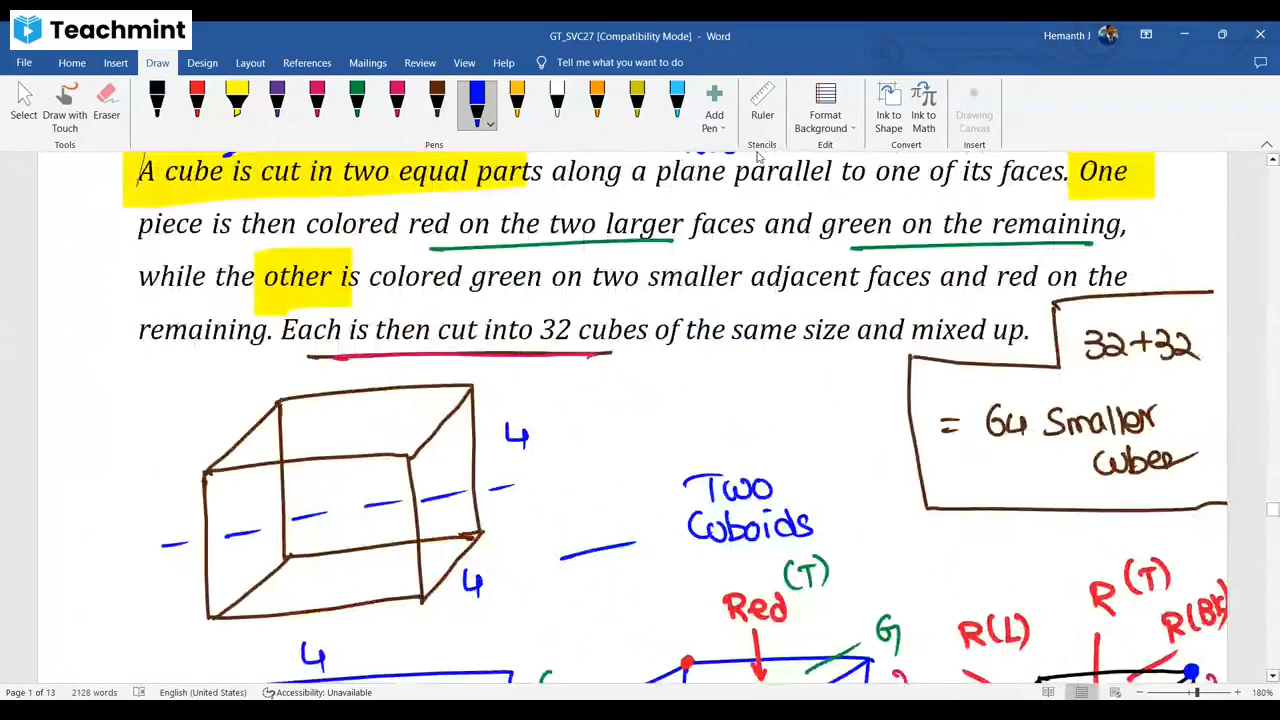 Teachmint
GT_SVC27 [Compatibility Mode] - Word
Hemanth J
File Home Insert Draw Design Layout References Mailings Review View Help Tell me what you want to do
Select Draw with Touch Eraser Add Pen Ruler Format Background Ink to Shape Ink to Math Drawing Canvas
Tools Pens Stencils Edit Convert Insert
A cube is cut in two equal parts along a plane parallel to one of its faces. One
piece is then colored red on the two larger faces and green on the remaining,
while the other is colored green on two smaller adjacent faces and red on the
remaining. Each is then cut into 32 cubes of the same size and mixed up.
32+32
= 64 Smaller
cubes
4
Two
Cuboids
4
4
(T)
Red
G
R(L)
R (T)
R(Bk)
Page 1 of 13 2128 words English (United States) Accessibility: Unavailable 180%